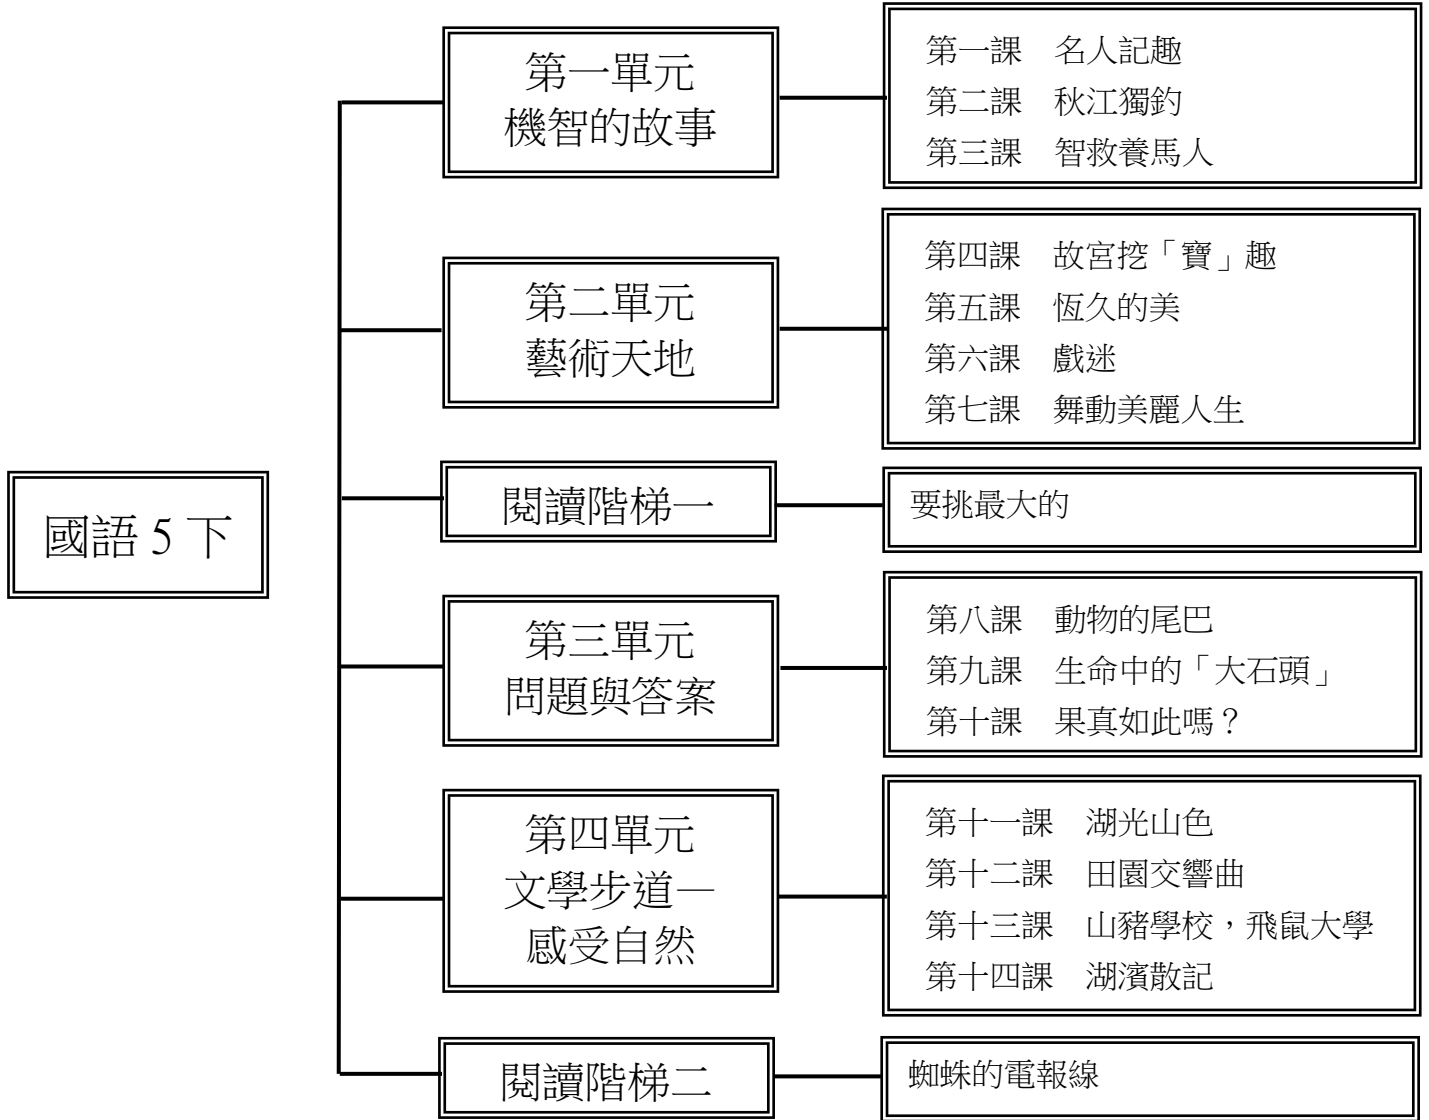 國語 5 下
第一單元
機智的故事
第一課　名人記趣
第二課　秋江獨釣
第三課　智救養馬人
第二單元
藝術天地
第四課　故宮挖「寶」趣
第五課　恆久的美
第六課　戲迷
第七課　舞動美麗人生
閱讀階梯一
要挑最大的
第三單元
問題與答案
第八課　動物的尾巴
第九課　生命中的「大石頭」
第十課　果真如此嗎？
第四單元
文學步道—
感受自然
第十一課　湖光山色
第十二課　田園交響曲
第十三課　山豬學校，飛鼠大學
第十四課　湖濱散記
閱讀階梯二
蜘蛛的電報線